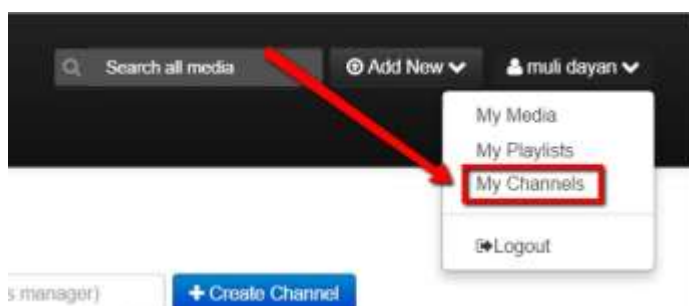 Search all media
Add New
muli dayan
My Media
My Playlists
My Channels
Logout
s manager)
+ Create Channel